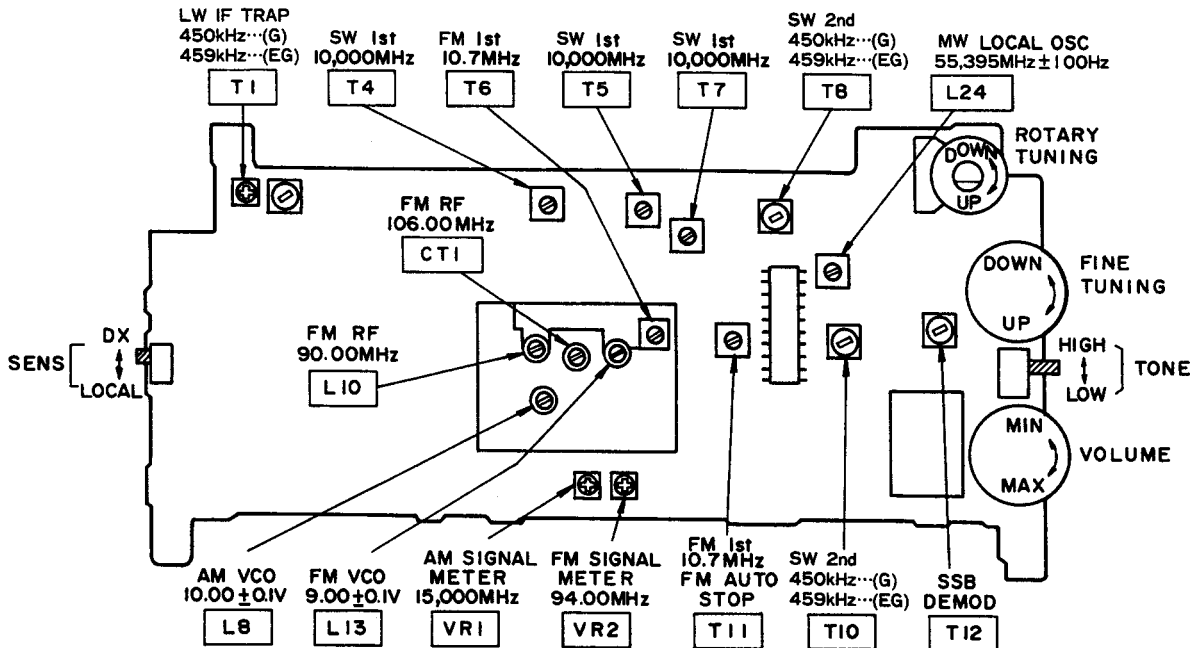 LW IF TRAP
450kHz···(G)
459kHz···(EG)
T1
SW 1st
10,000MHz
T4
FM 1st
10.7MHz
T6
SW 1st
10,000MHz
T5
SW 1st
10,000MHz
T7
SW 2nd
450kHz···(G)
459kHz···(EG)
T8
MW LOCAL OSC
55,395MHz±100Hz
L24
ROTARY
TUNING
DOWN
UP
FM RF
106.00MHz
CT1
DOWN
UP
FINE
TUNING
FM RF
90.00MHz
L10
SENS
DX
LOCAL
HIGH
LOW
TONE
MIN
MAX
VOLUME
AM VCO
10.00±0.1V
L8
FM VCO
9.00±0.1V
L13
AM SIGNAL
METER
15,000MHz
VR1
FM SIGNAL
METER
94.00MHz
VR2
FM 1st
10.7MHz
FM AUTO
STOP
T11
SW 2nd
450kHz···(G)
459kHz···(EG)
T10
SSB
DEMOD
T12